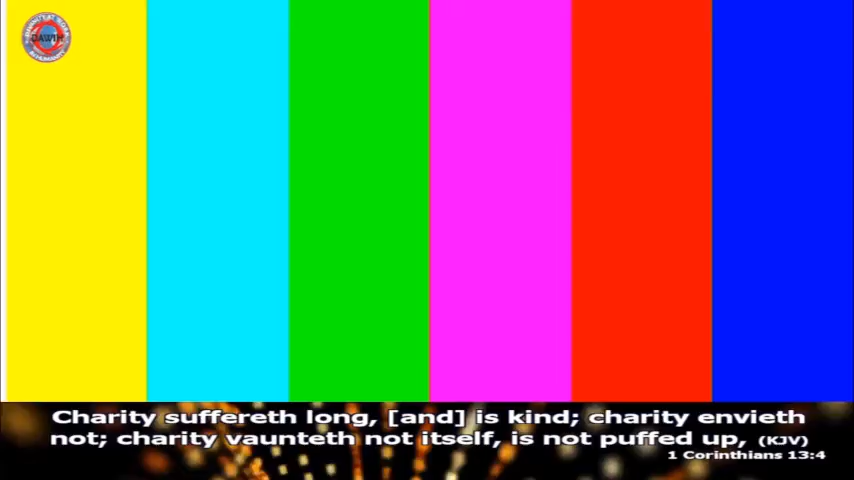 DAWIH
Charity suffereth long, [and] is kind; charity envieth
not; charity vaunteth not itself, is not puffed up, (KJV)
1 Corinthians 13:4